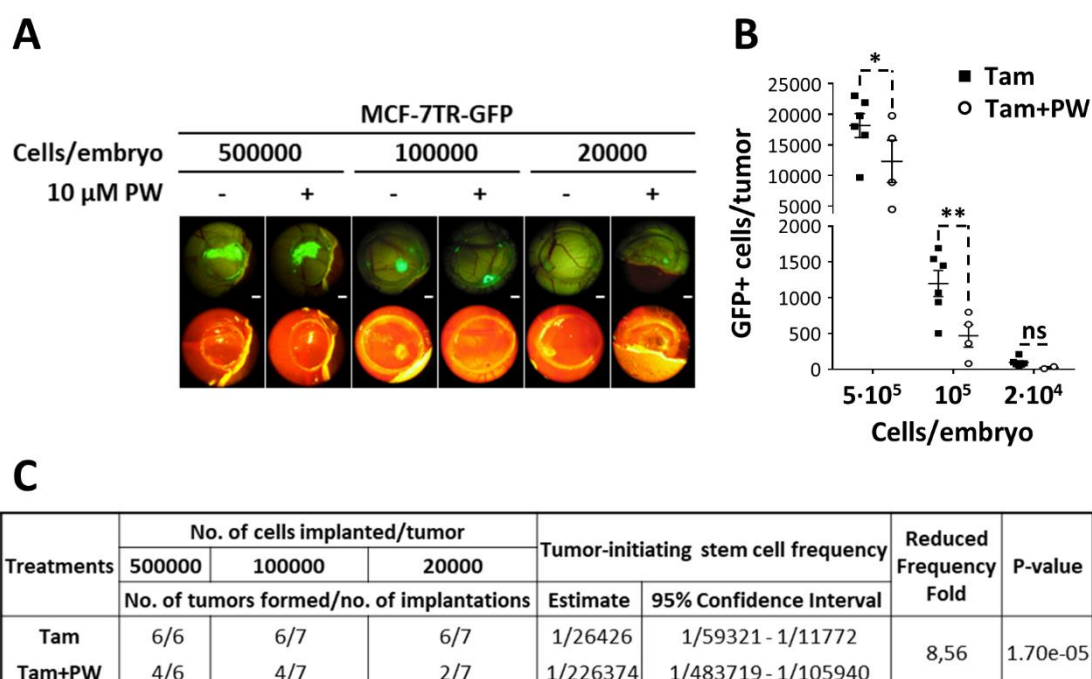 A
MCF-7TR-GFP
Cells/embryo 500000 100000 20000
10 µM PW - + - + - +
B
GFP+ cells/tumor
25000
20000
15000
10000
5000
2000
1500
1000
500
0
* ** ns
Tam
Tam+PW
5·10⁵ 10⁵ 2·10⁴
Cells/embryo
C
Treatments
No. of cells implanted/tumor
500000 100000 20000
No. of tumors formed/no. of implantations
Tumor-initiating stem cell frequency
Estimate 95% Confidence Interval
Reduced
Frequency
Fold
P-value
Tam 6/6 6/7 6/7 1/26426 1/59321 - 1/11772
8,56 1.70e-05
Tam+PW 4/6 4/7 2/7 1/226374 1/483719 - 1/105940